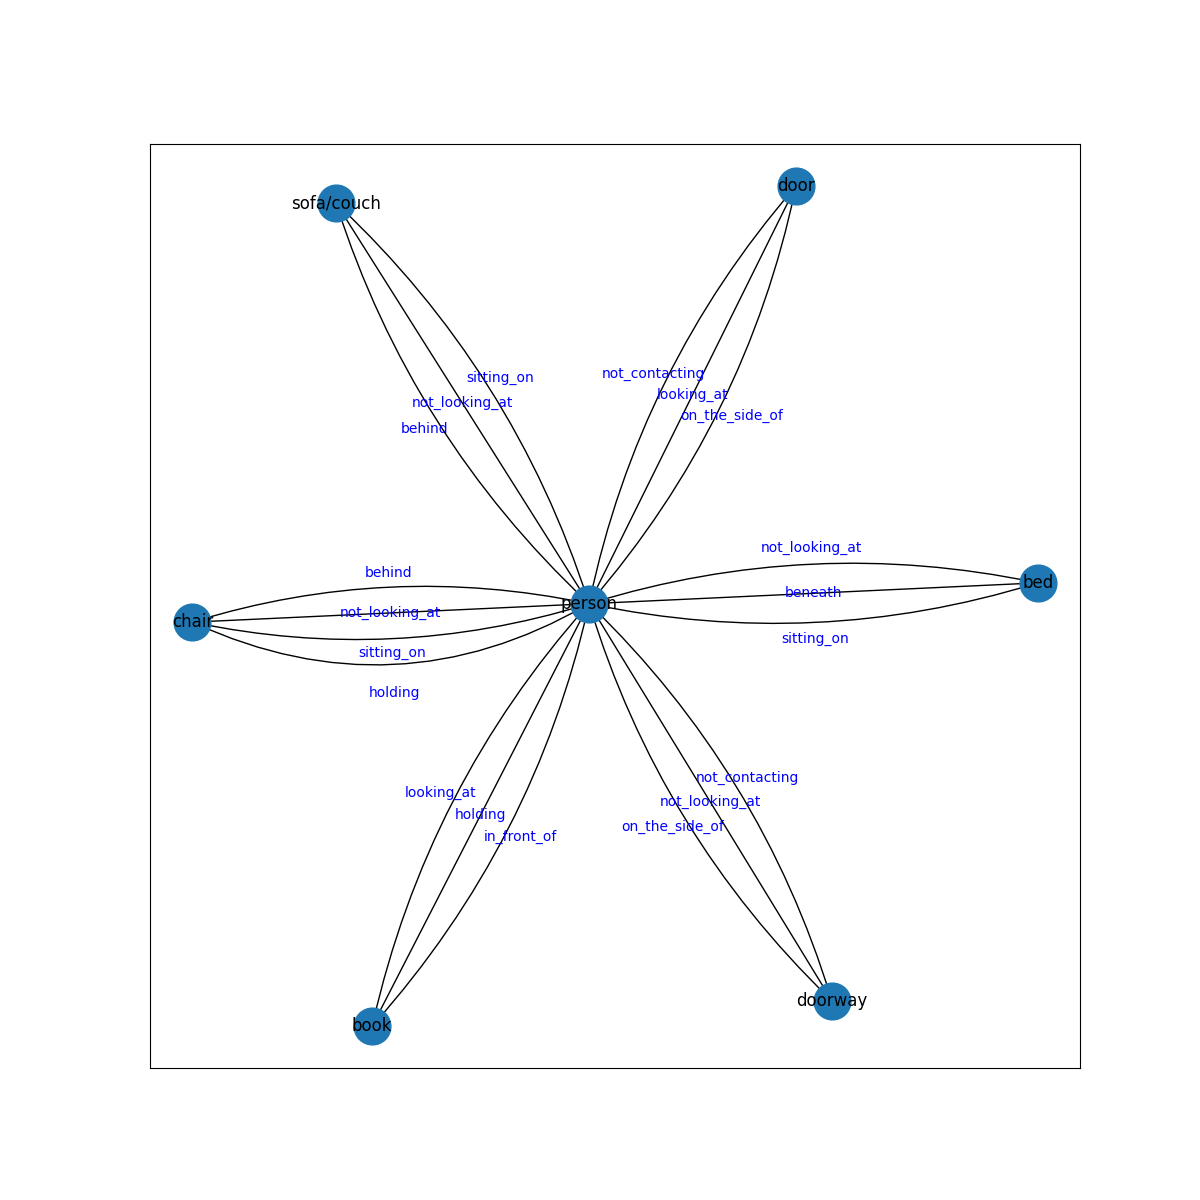 door
sofa/couch
not_contacting
sitting_on
looking_at
not_looking_at
on_the_side_of
behind
not_looking_at
behind
bed
beneath
person
not_looking_at
chair
sitting_on
sitting_on
holding
not_contacting
looking_at
not_looking_at
holding
on_the_side_of
in_front_of
doorway
book